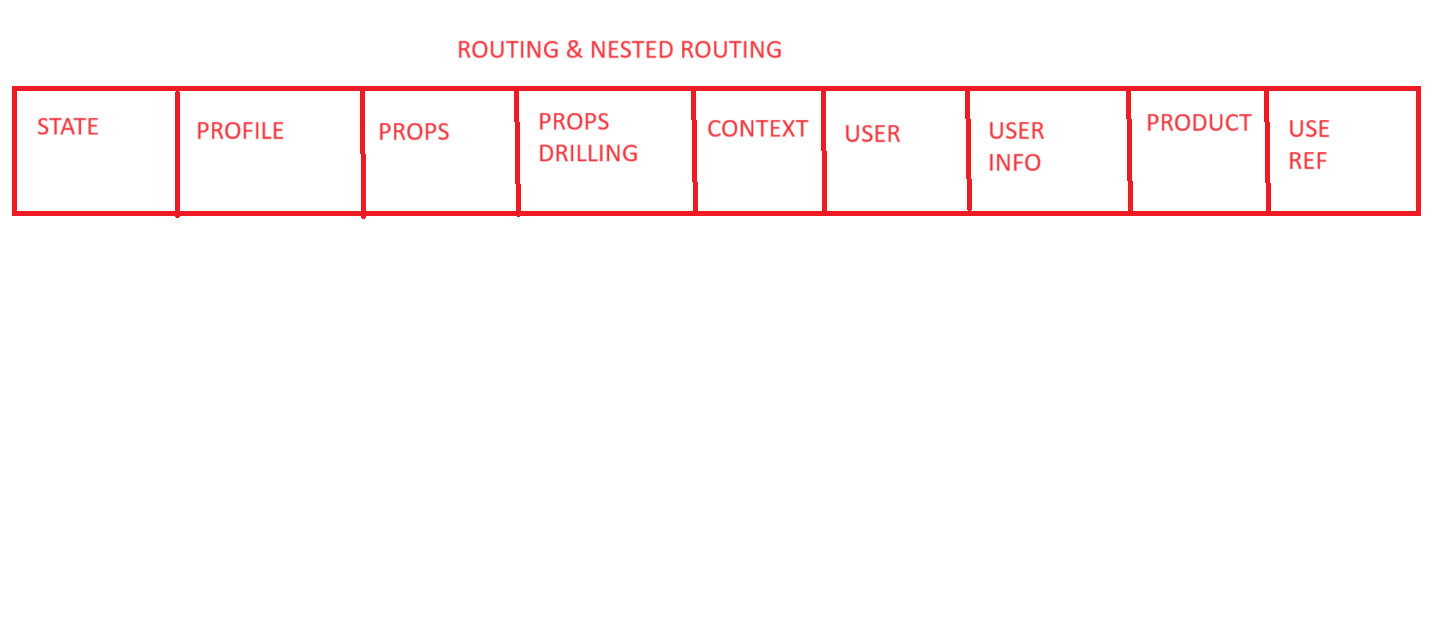 ROUTING & NESTED ROUTING
STATE
PROFILE
PROPS
PROPS
DRILLING
CONTEXT
USER
USER
INFO
PRODUCT
USE
REF